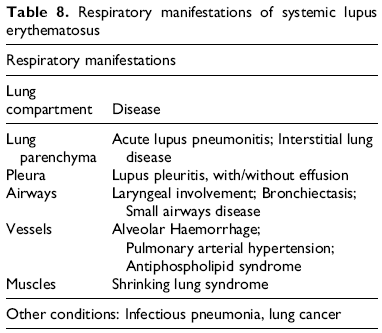 Table 8. Respiratory manifestations of systemic lupus
erythematosus
Respiratory manifestations
Lung
compartment Disease
Lung Acute lupus pneumonitis; Interstitial lung
parenchyma disease
Pleura Lupus pleuritis, with/without effusion
Airways Laryngeal involvement; Bronchiectasis;
Small airways disease
Vessels Alveolar Haemorrhage;
Pulmonary arterial hypertension;
Antiphospholipid syndrome
Muscles Shrinking lung syndrome
Other conditions: Infectious pneumonia, lung cancer